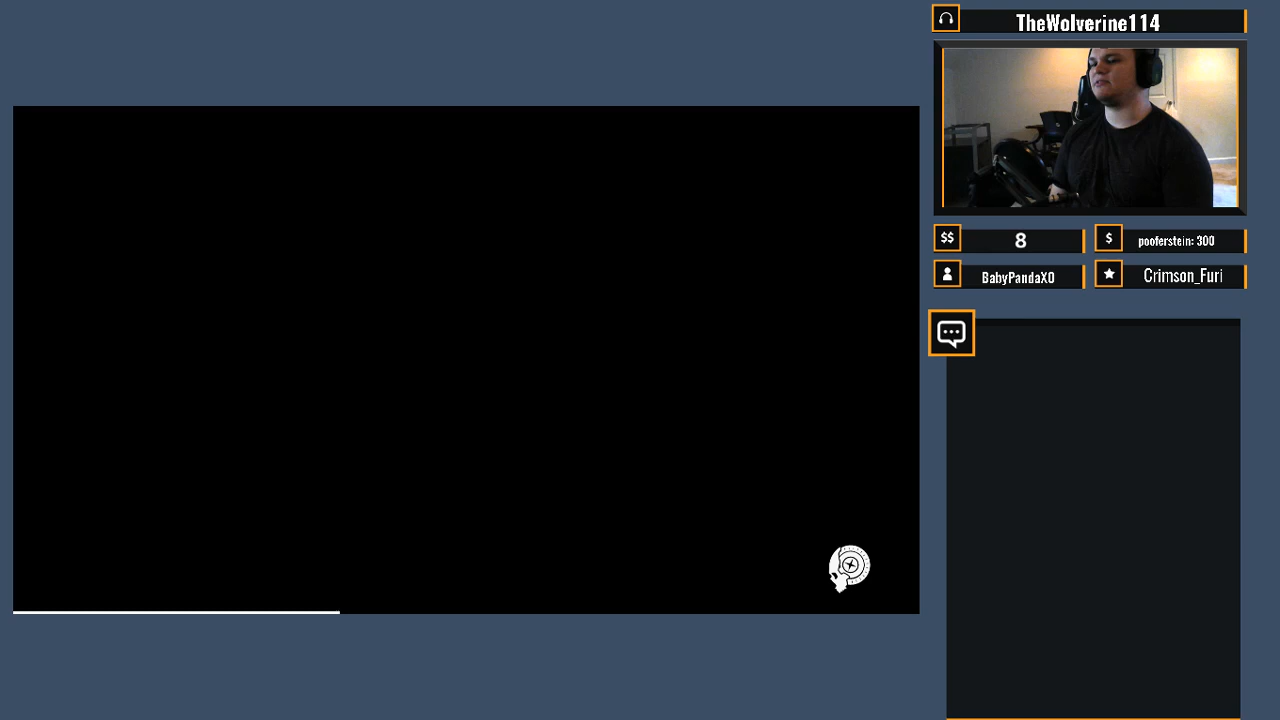 TheWolverine114
$$
8
$
pooferstein: 300
BabyPandaXO
Crimson_Furi